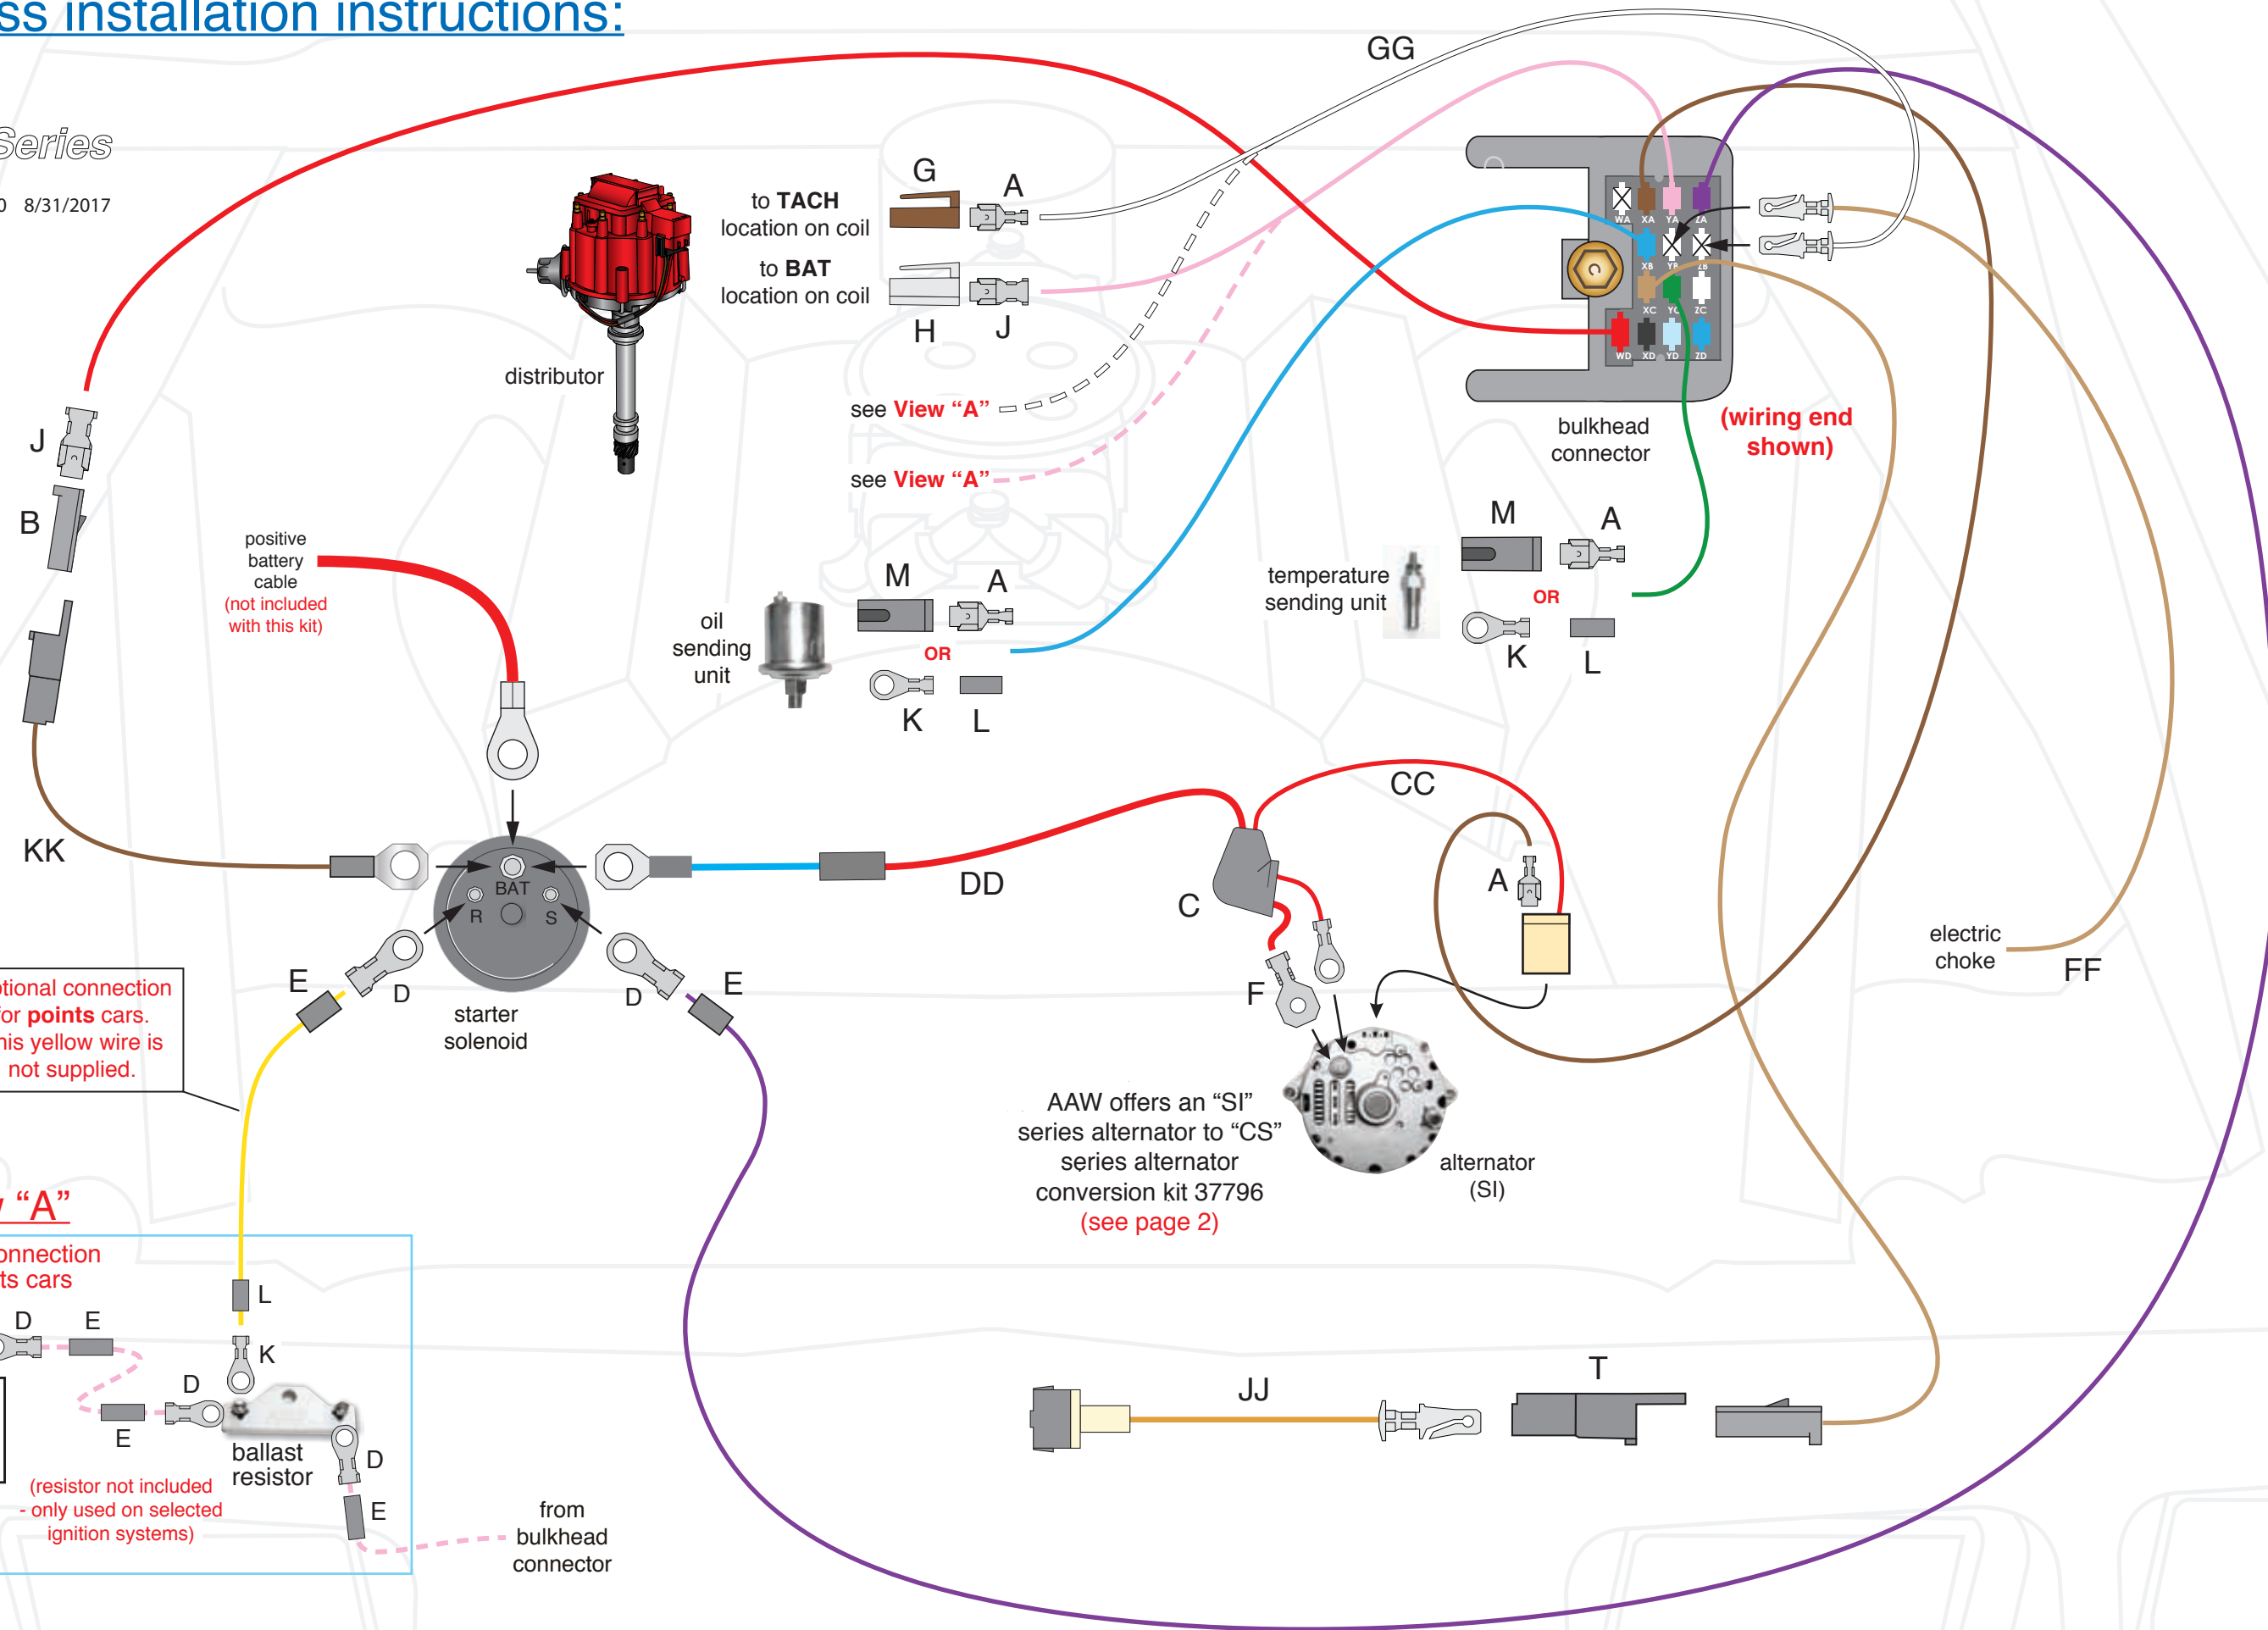 ss installation instructions:
Series
0 8/31/2017
GG
G
A
to TACH
location on coil
to BAT
location on coil
H
J
distributor
see View “A”
see View “A”
WA
XA
YA
ZA
XB
YB
ZB
XC
YC
ZC
WD
XD
YD
ZD
C
bulkhead
connector
(wiring end
shown)
J
B
positive
battery
cable
(not included
with this kit)
M
A
oil
sending
unit
OR
K
L
M
A
temperature
sending unit
OR
K
L
KK
BAT
R
S
DD
CC
C
A
F
E
D
D
E
starter
solenoid
electric
choke
FF
ptional connection
for points cars.
his yellow wire is
not supplied.
AAW offers an “SI”
series alternator to “CS”
series alternator
conversion kit 37796
(see page 2)
alternator
(SI)
“A”
onnection
ts cars
L
D
E
K
D
E
ballast
resistor
D
E
(resistor not included
- only used on selected
ignition systems)
from
bulkhead
connector
JJ
T